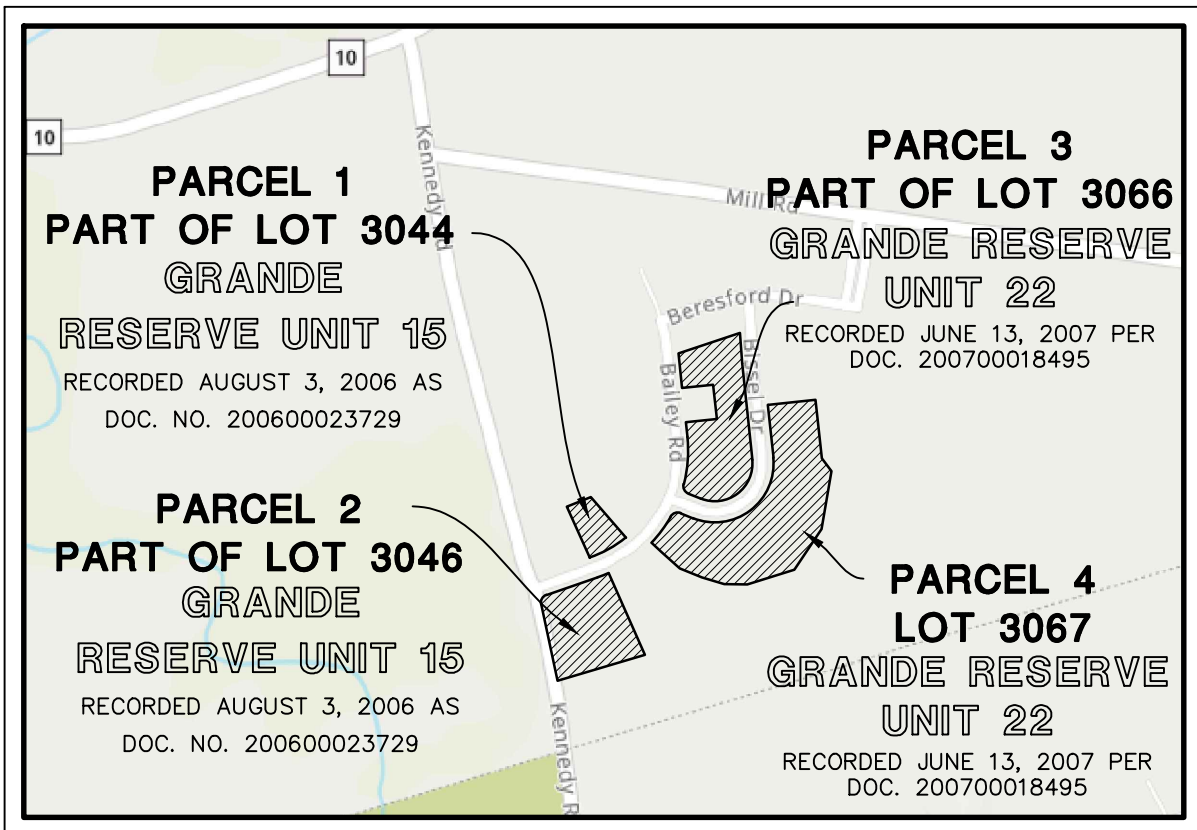 10
10
Kennedy Rd
Mill Rd
PARCEL 1
PART OF LOT 3044
GRANDE
RESERVE UNIT 15
RECORDED AUGUST 3, 2006 AS
DOC. NO. 200600023729
PARCEL 3
PART OF LOT 3066
GRANDE RESERVE
UNIT 22
RECORDED JUNE 13, 2007 PER
DOC. 200700018495
Beresford Dr
Bissel Dr
Bailey Rd
PARCEL 2
PART OF LOT 3046
GRANDE
RESERVE UNIT 15
RECORDED AUGUST 3, 2006 AS
DOC. NO. 200600023729
PARCEL 4
LOT 3067
GRANDE RESERVE
UNIT 22
RECORDED JUNE 13, 2007 PER
DOC. 200700018495
Kennedy R